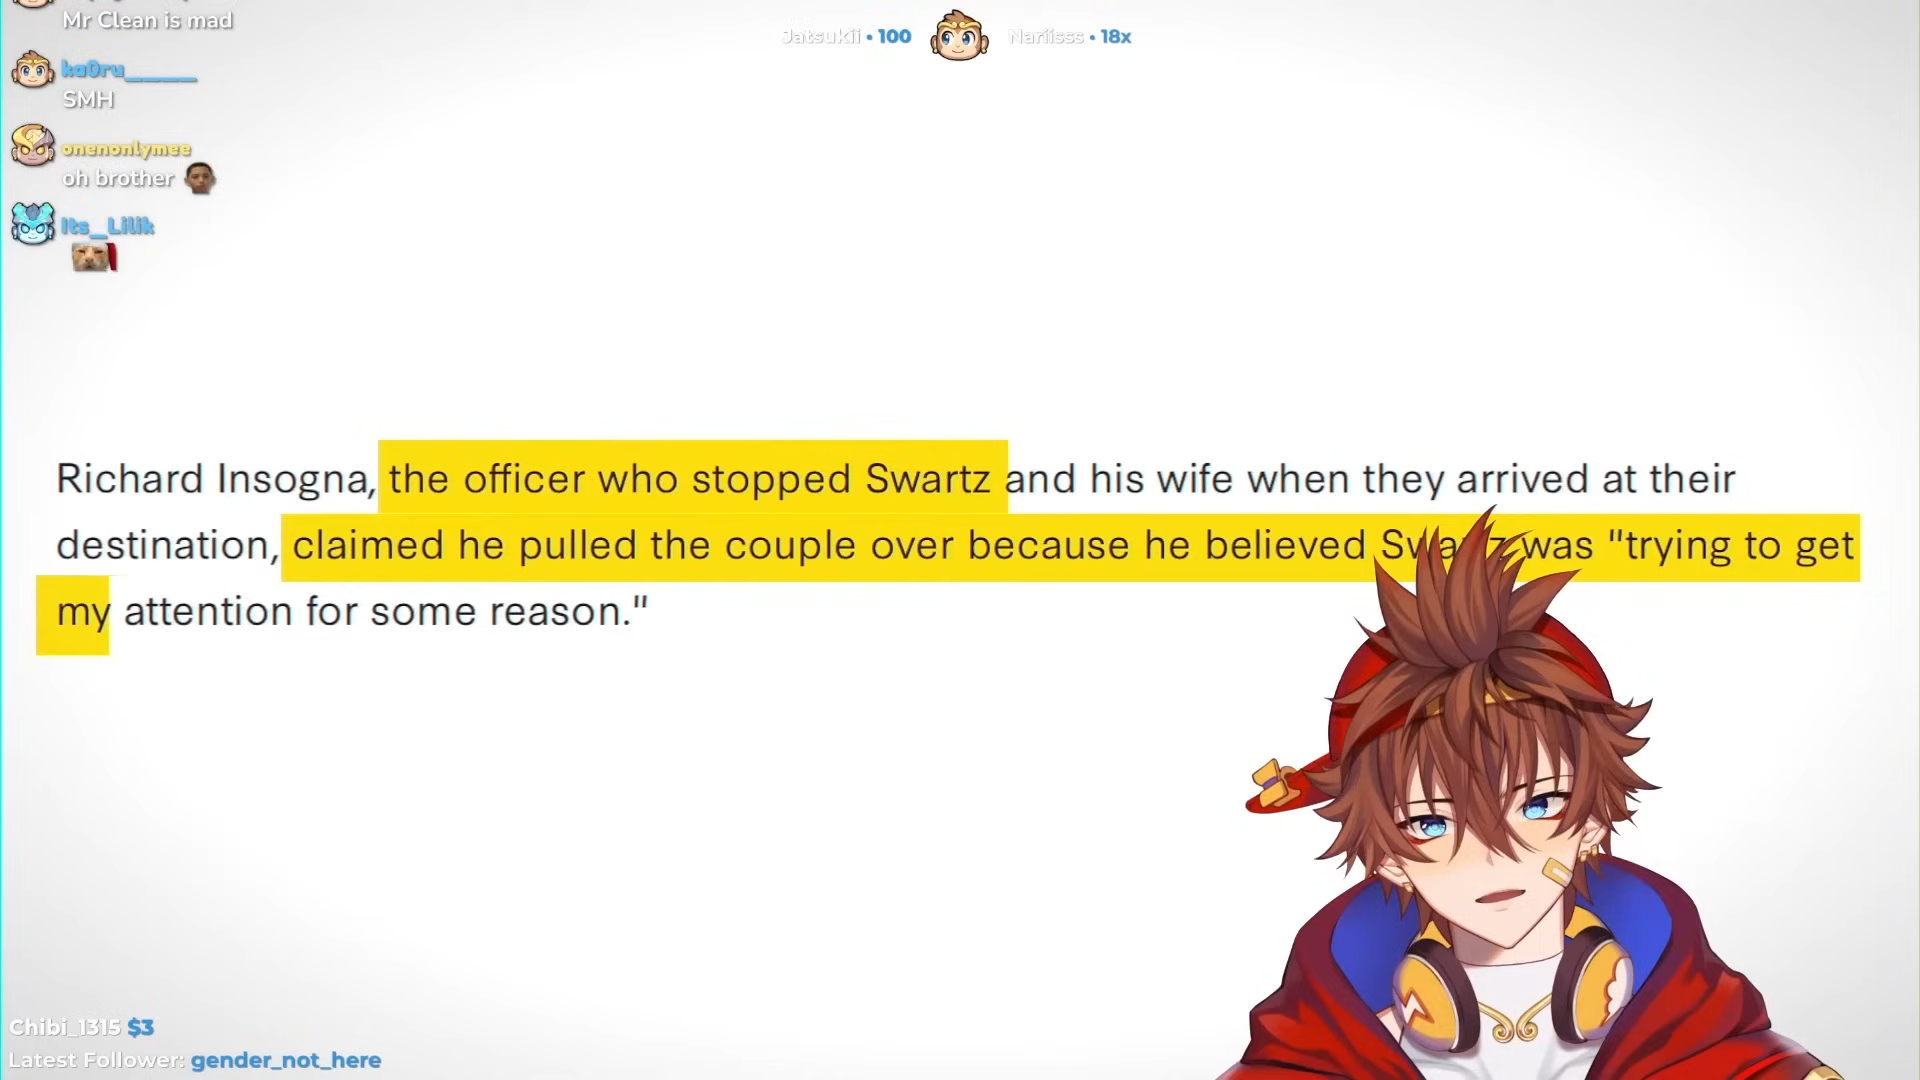 Mr Clean is mad
Jatsukii • 100
Nariisss • 18x
ka0ru_____
SMH
onenonlymee
oh brother
Its_Lilik
Richard Insogna, the officer who stopped Swartz and his wife when they arrived at their
destination, claimed he pulled the couple over because he believed Swartz was "trying to get
my attention for some reason."
Chibi_1315 $3
Latest Follower: gender_not_here